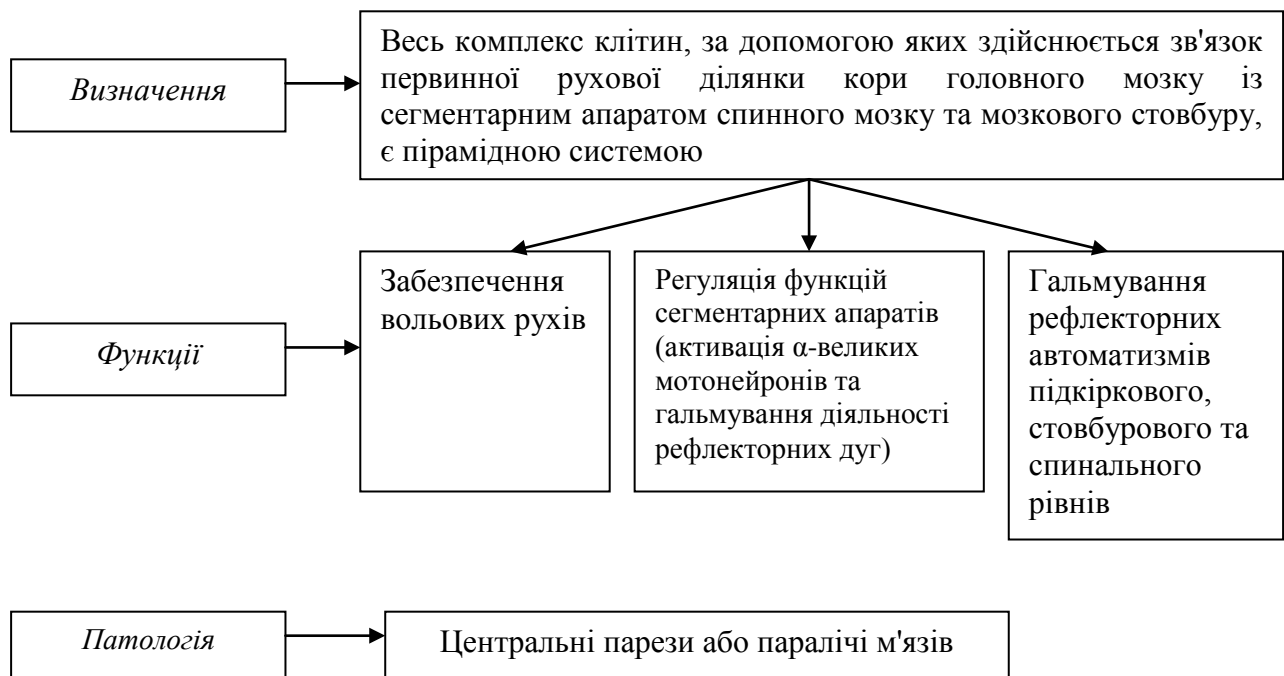 Визначення
Весь комплекс клітин, за допомогою яких здійснюється зв'язок
первинної рухової ділянки кори головного мозку із
сегментарним апаратом спинного мозку та мозкового стовбуру,
є пірамідною системою
Функції
Забезпечення
вольових рухів
Регуляція функцій
сегментарних апаратів
(активація α-великих
мотонейронів та
гальмування діяльності
рефлекторних дуг)
Гальмування
рефлекторних
автоматизмів
підкіркового,
стовбурового та
спинального
рівнів
Патологія
Центральні парези або паралічі м'язів